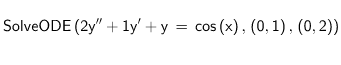 SolveODE (2y″ + 1y′ + y = cos (x) , (0, 1) , (0, 2))